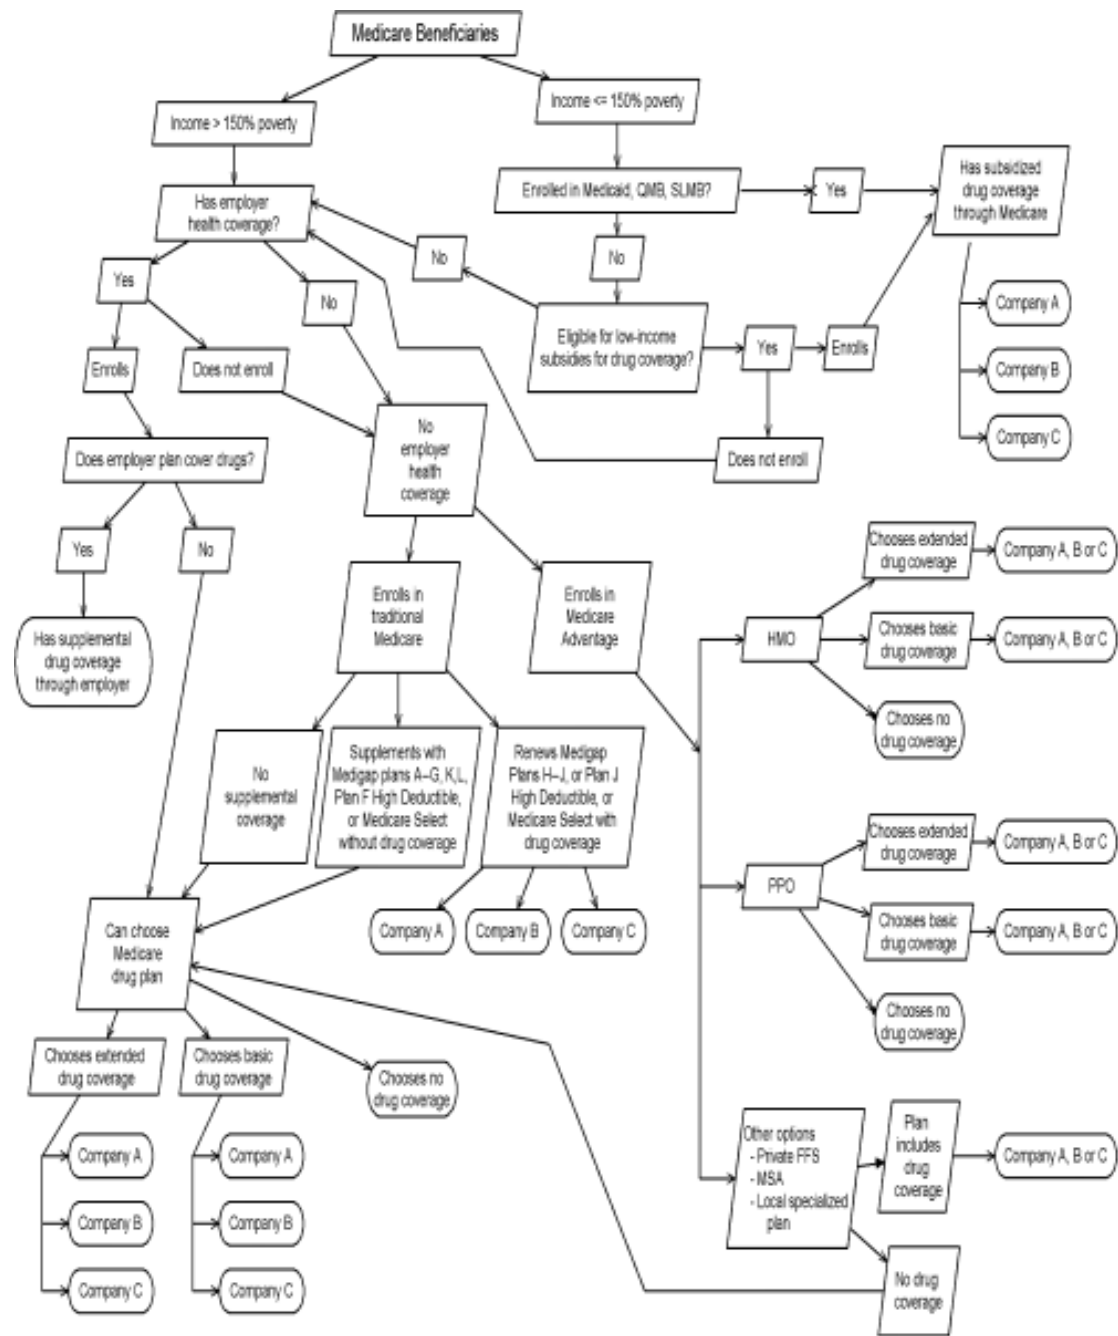 Medicare Beneficiaries
Income > 150% poverty
Income <= 150% poverty
Has employer
health coverage?
Enrolled in Medicaid, QMB, SLMB?
Yes
Has subsidized
drug coverage
through Medicare
No
No
Yes
No
Company A
Company B
Company C
Eligible for low-income
subsidies for drug coverage?
Yes
Enrolls
Does not enroll
Enrolls
Does not enroll
No
employer
health
coverage
Does employer plan cover drugs?
Yes
No
Has supplemental
drug coverage
through employer
Enrolls in
traditional
Medicare
Enrolls in
Medicare
Advantage
HMO
Chooses extended
drug coverage
Company A, B or C
Chooses basic
drug coverage
Company A, B or C
Chooses no
drug coverage
No
supplemental
coverage
Supplements with
Medigap plans A–G, K,L,
Plan F High Deductible,
or Medicare Select
without drug coverage
Renews Medigap
Plans H–J, or Plan J
High Deductible, or
Medicare Select with
drug coverage
Company A
Company B
Company C
PPO
Chooses extended
drug coverage
Company A, B or C
Chooses basic
drug coverage
Company A, B or C
Chooses no
drug coverage
Can choose
Medicare
drug plan
Chooses extended
drug coverage
Company A
Company B
Company C
Chooses basic
drug coverage
Company A
Company B
Company C
Chooses no
drug coverage
Other options
- Private FFS
- MSA
- Local specialized
plan
Plan
includes
drug
coverage
Company A, B or C
No drug
coverage